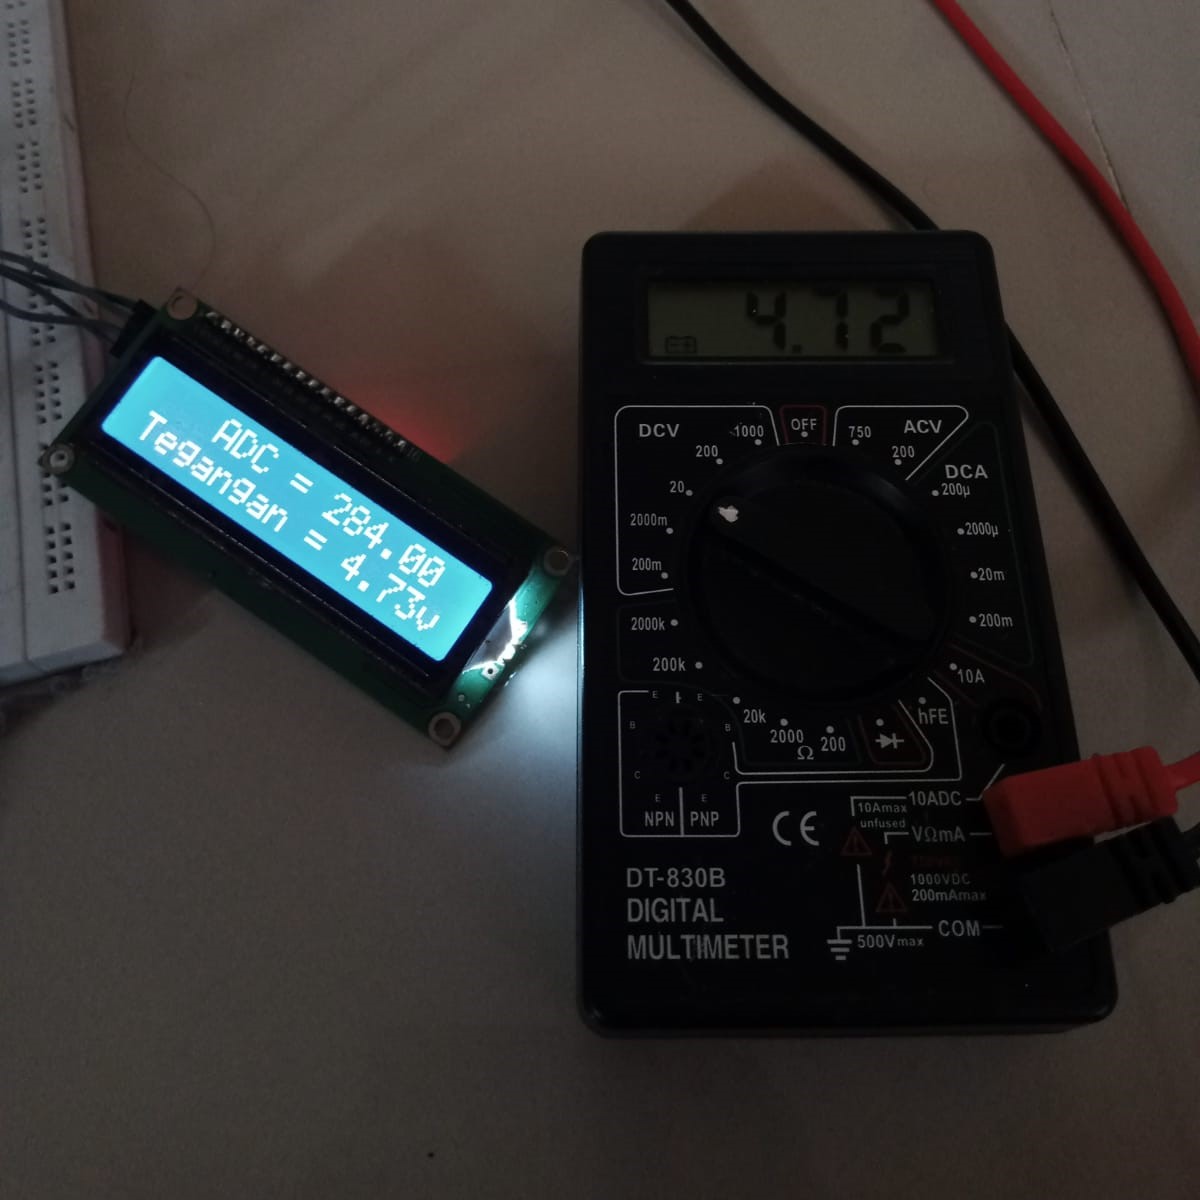 ADC = 284.00
Tegangan = 4.73v
4.72
DCV
1000
OFF
750
ACV
200
200
DCA
20
200µ
2000m
2000µ
200m
20m
2000k
200m
200k
10A
20k
2000
Ω
200
hFE
E E
B B
C C
E E
NPN PNP
CE
10Amax
unfused
10ADC
VΩmA
1000VDC
200mAmax
COM
500Vmax
DT-830B
DIGITAL
MULTIMETER